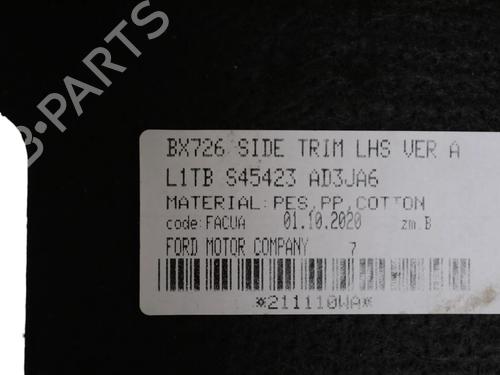 BX726 SIDE TRIM LHS VER A
L1TB S45423 AD3JA6
MATERIAL:PES,PP,COTTON
code:FACUA 01.10.2020 zm.B
FORD MOTOR COMPANY 7
*211110WA*